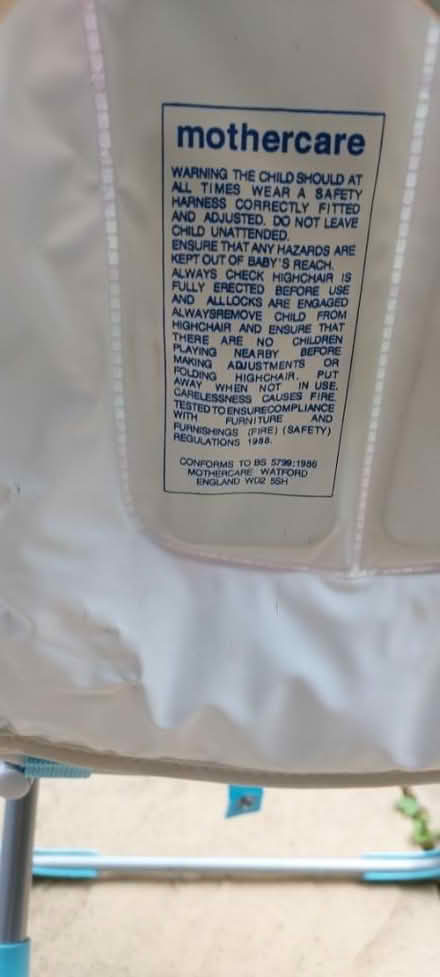 mothercare
WARNING THE CHILD SHOULD AT
ALL TIMES WEAR A SAFETY
HARNESS CORRECTLY FITTED
AND ADJUSTED. DO NOT LEAVE
CHILD UNATTENDED.
ENSURE THAT ANY HAZARDS ARE
KEPT OUT OF BABY'S REACH.
ALWAYS CHECK HIGHCHAIR IS
FULLY ERECTED BEFORE USE
AND ALL LOCKS ARE ENGAGED
ALWAYSREMOVE CHILD FROM
HIGHCHAIR AND ENSURE THAT
THERE ARE NO CHILDREN
PLAYING NEARBY BEFORE
MAKING ADJUSTMENTS OR
FOLDING HIGHCHAIR. PUT
AWAY WHEN NOT IN USE.
CARELESSNESS CAUSES FIRE.
TESTED TO ENSURE COMPLIANCE
WITH FURNITURE AND
FURNISHINGS (FIRE) (SAFETY)
REGULATIONS 1988.
CONFORMS TO BS 5799:1986
MOTHERCARE WATFORD
ENGLAND WD2 5SH